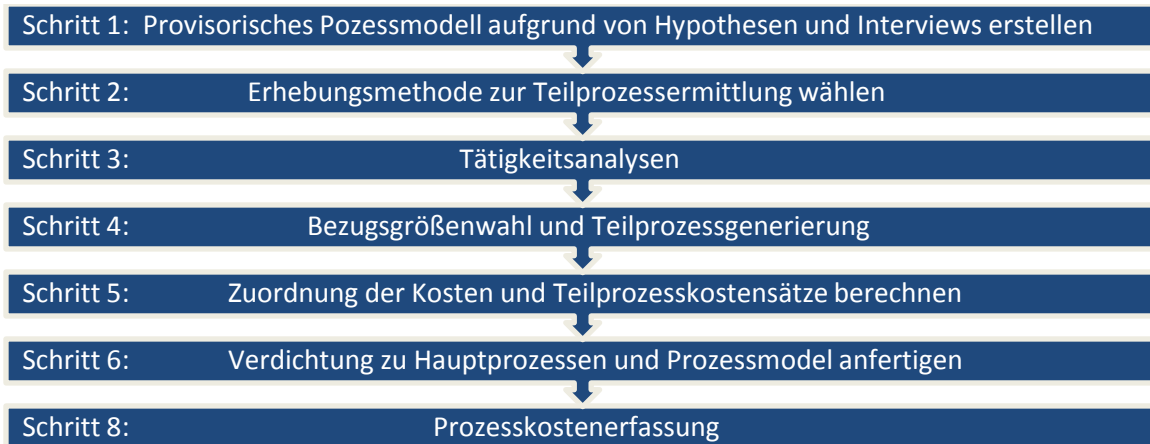 Schritt 1: Provisorisches Pozessmodell aufgrund von Hypothesen und Interviews erstellen
Schritt 2: Erhebungsmethode zur Teilprozessermittlung wählen
Schritt 3: Tätigkeitsanalysen
Schritt 4: Bezugsgrößenwahl und Teilprozessgenerierung
Schritt 5: Zuordnung der Kosten und Teilprozesskostensätze berechnen
Schritt 6: Verdichtung zu Hauptprozessen und Prozessmodel anfertigen
Schritt 8: Prozesskostenerfassung